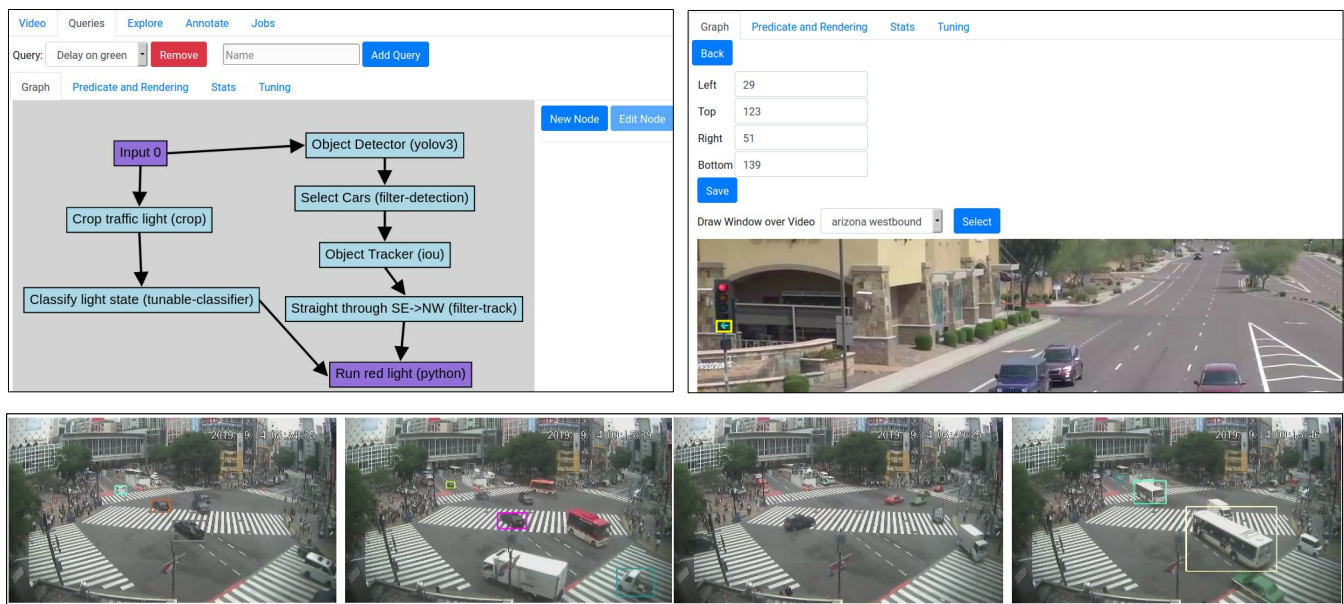 Video Queries Explore Annotate Jobs
Query: Delay on green Remove Name Add Query
Graph Predicate and Rendering Stats Tuning
New Node Edit Node
Input 0
Object Detector (yolov3)
Select Cars (filter-detection)
Crop traffic light (crop)
Object Tracker (iou)
Classify light state (tunable-classifier)
Straight through SE->NW (filter-track)
Run red light (python)
Graph Predicate and Rendering Stats Tuning
Back
Left 29
Top 123
Right 51
Bottom 139
Save
Draw Window over Video arizona westbound Select